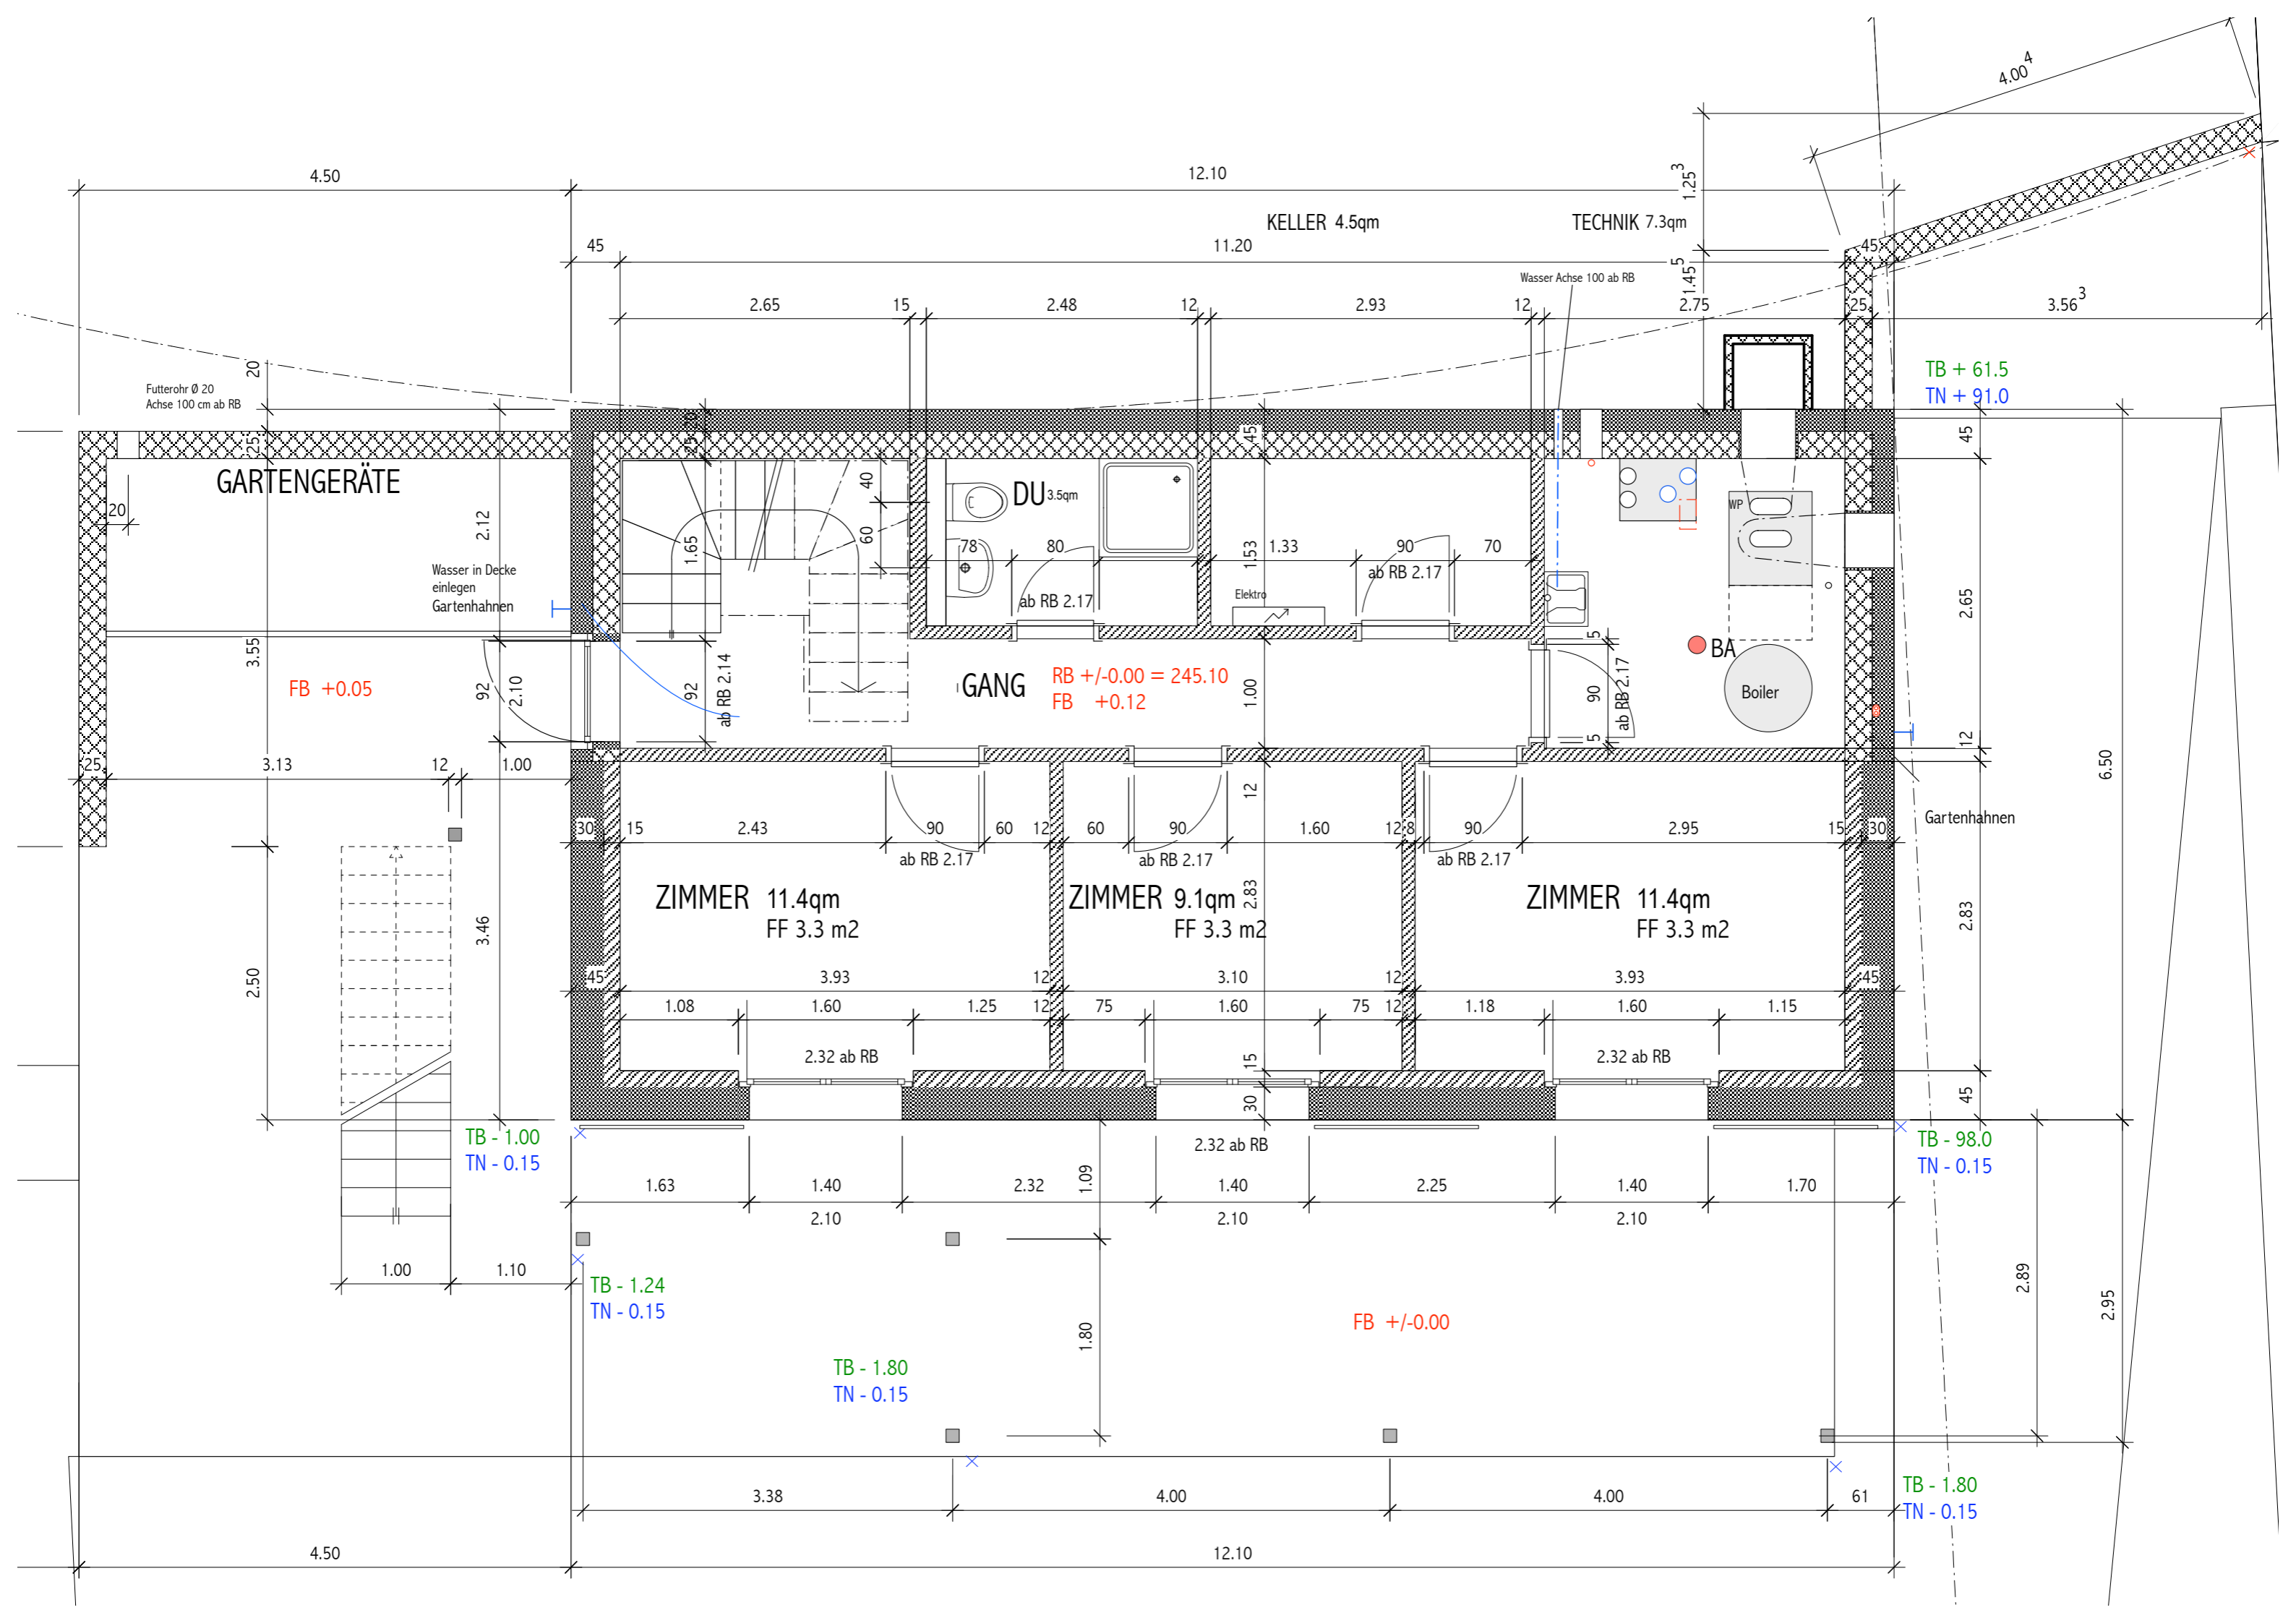 4.00⁴
4.50
12.10
1.25³
KELLER 4.5qm
TECHNIK 7.3qm
45
11.20
45
1.45⁵
Wasser Achse 100 ab RB
2.65
15
2.48
12
2.93
12
2.75
25
3.56³
20
Futterohr Ø 20
Achse 100 cm ab RB
TB + 61.5
TN + 91.0
25
20
25
45
45
GARTENGERÄTE
40
DU 3.5qm
WP
20
2.12
60
1.65
78
80
1.53
1.33
90
70
ab RB 2.17
Wasser in Decke
einlegen
Gartenhahnen
ab RB 2.17
Elektro
2.65
3.55
5
BA
FB +0.05
92
2.10
92
ab RB 2.14
GANG
RB +/-0.00 = 245.10
FB +0.12
1.00
90
ab RB 2.17
Boiler
5
12
25
3.13
12
1.00
6.50
12
Gartenhahnen
30
15
2.43
90
60
12
60
90
1.60
12
8
90
2.95
15
30
ab RB 2.17
ab RB 2.17
ab RB 2.17
ZIMMER 11.4qm
FF 3.3 m2
ZIMMER 9.1qm
FF 3.3 m2
2.83
ZIMMER 11.4qm
FF 3.3 m2
2.83
3.46
2.50
45
3.93
12
3.10
12
3.93
45
1.08
1.60
1.25
12
75
1.60
75
12
1.18
1.60
1.15
2.32 ab RB
15
2.32 ab RB
30
45
TB - 1.00
TN - 0.15
2.32 ab RB
TB - 98.0
TN - 0.15
1.63
1.40
2.32
1.09
1.40
2.25
1.40
1.70
2.10
2.10
2.10
1.00
1.10
TB - 1.24
TN - 0.15
2.89
2.95
FB +/-0.00
1.80
TB - 1.80
TN - 0.15
3.38
4.00
4.00
61
TB - 1.80
TN - 0.15
4.50
12.10